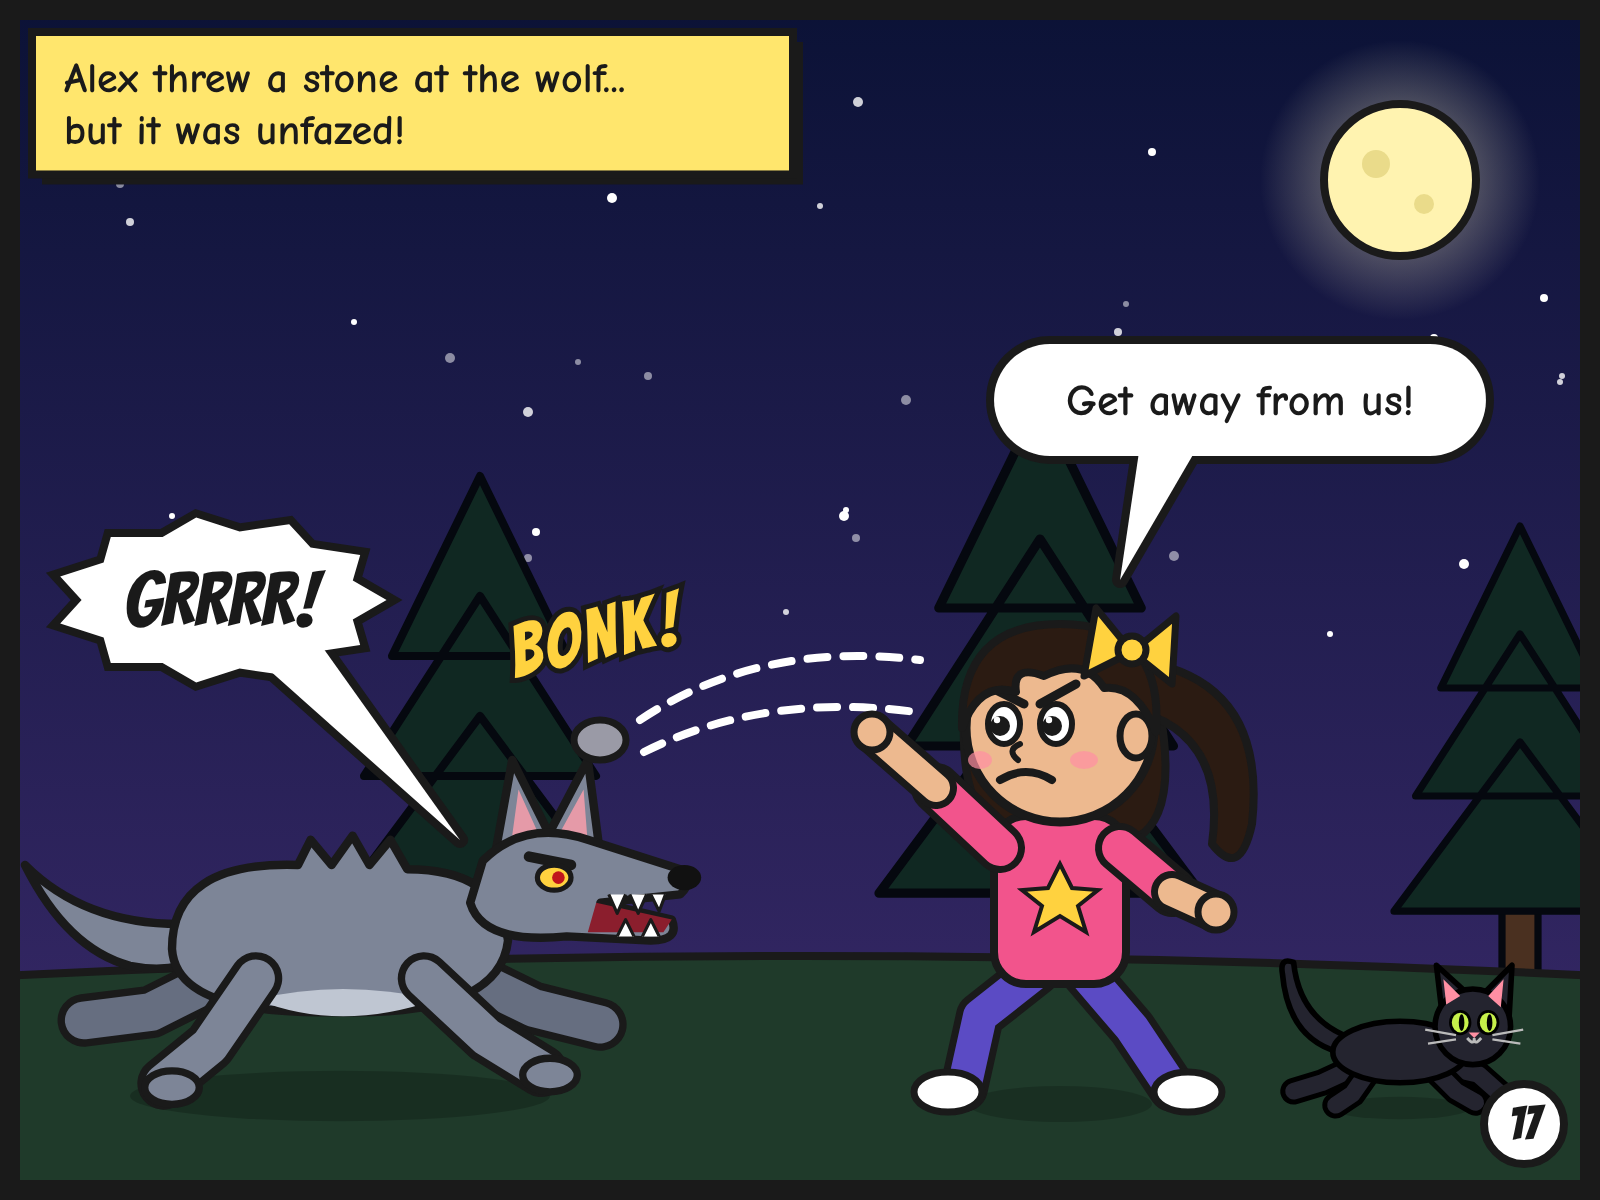 Alex threw a stone at the wolf...
but it was unfazed!
Get away from us!
GRRRR!
BONK!
17